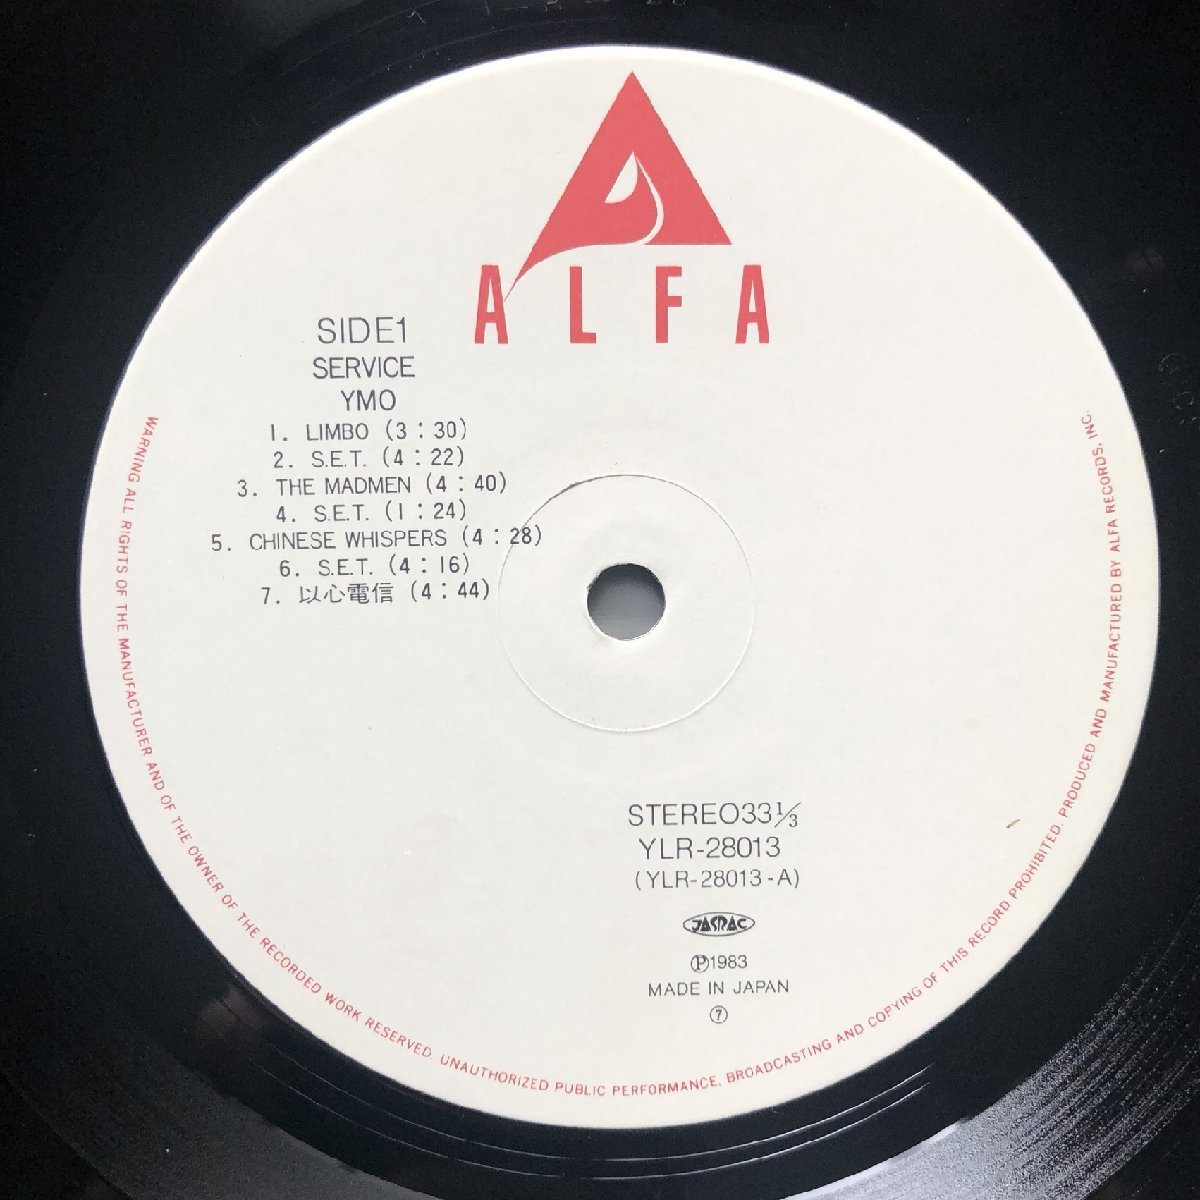 ALFA
SIDE1
SERVICE
YMO
1. LIMBO (3：30)
2. S.E.T. (4：22)
3. THE MADMEN (4：40)
4. S.E.T. (1：24)
5. CHINESE WHISPERS (4：28)
6. S.E.T. (4：16)
7. 以心電信 (4：44)
STEREO33⅓
YLR-28013
(YLR-28013-A)
JASRAC
Ⓟ1983
MADE IN JAPAN
⑦
WARNING ALL RIGHTS OF THE MANUFACTURER AND OF THE OWNER OF THE RECORDED WORK RESERVED. UNAUTHORIZED PUBLIC PERFORMANCE, BROADCASTING AND COPYING OF THIS RECORD PROHIBITED. PRODUCED AND MANUFACTURED BY ALFA RECORDS, INC.